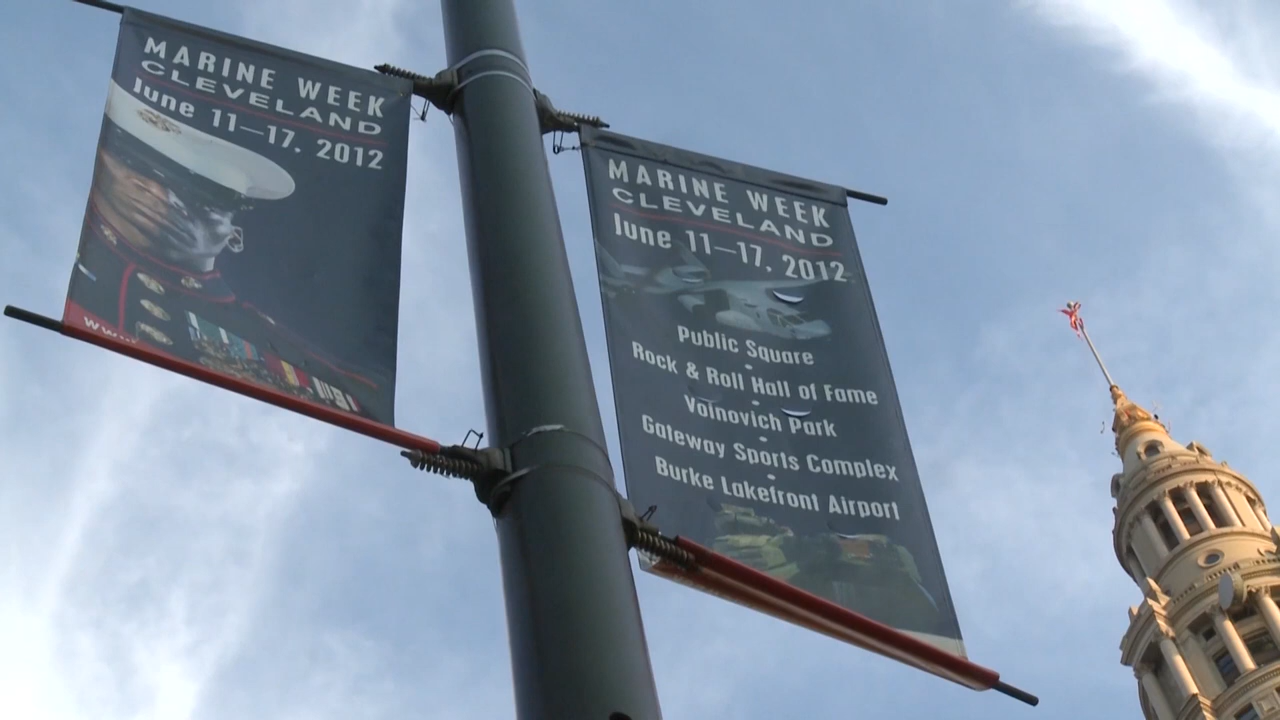 MARINE WEEK
CLEVELAND
June 11–17, 2012
www.
MARINE WEEK
CLEVELAND
June 11–17, 2012
Public Square
Rock & Roll Hall of Fame
Voinovich Park
Gateway Sports Complex
Burke Lakefront Airport